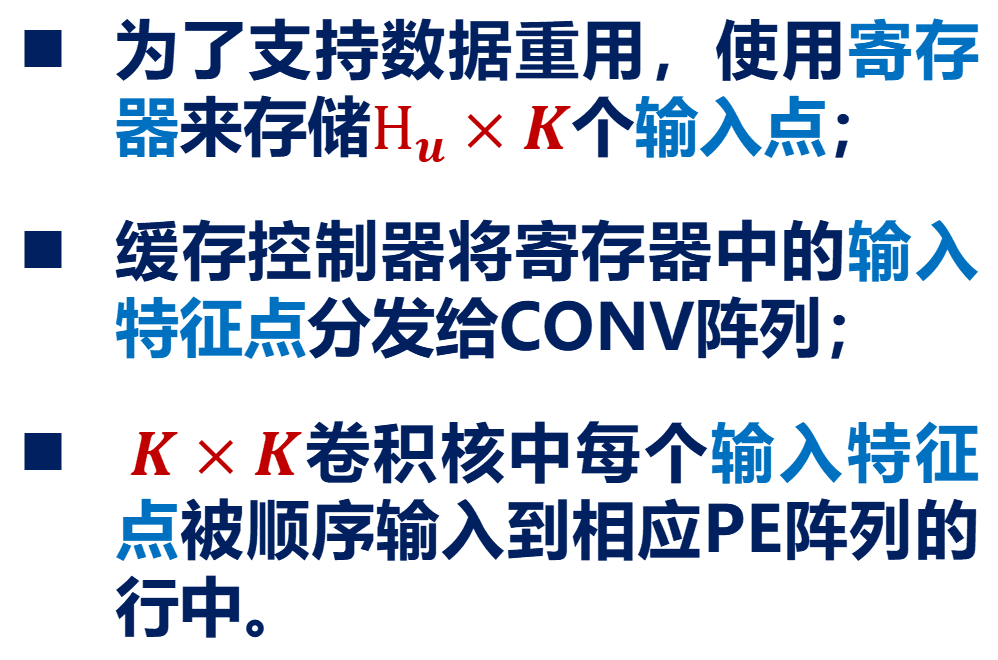 ■ 为了支持数据重用，使用寄存
器来存储H_u × K个输入点；
■ 缓存控制器将寄存器中的输入
特征点分发给CONV阵列；
■ K × K卷积核中每个输入特征
点被顺序输入到相应PE阵列的
行中。